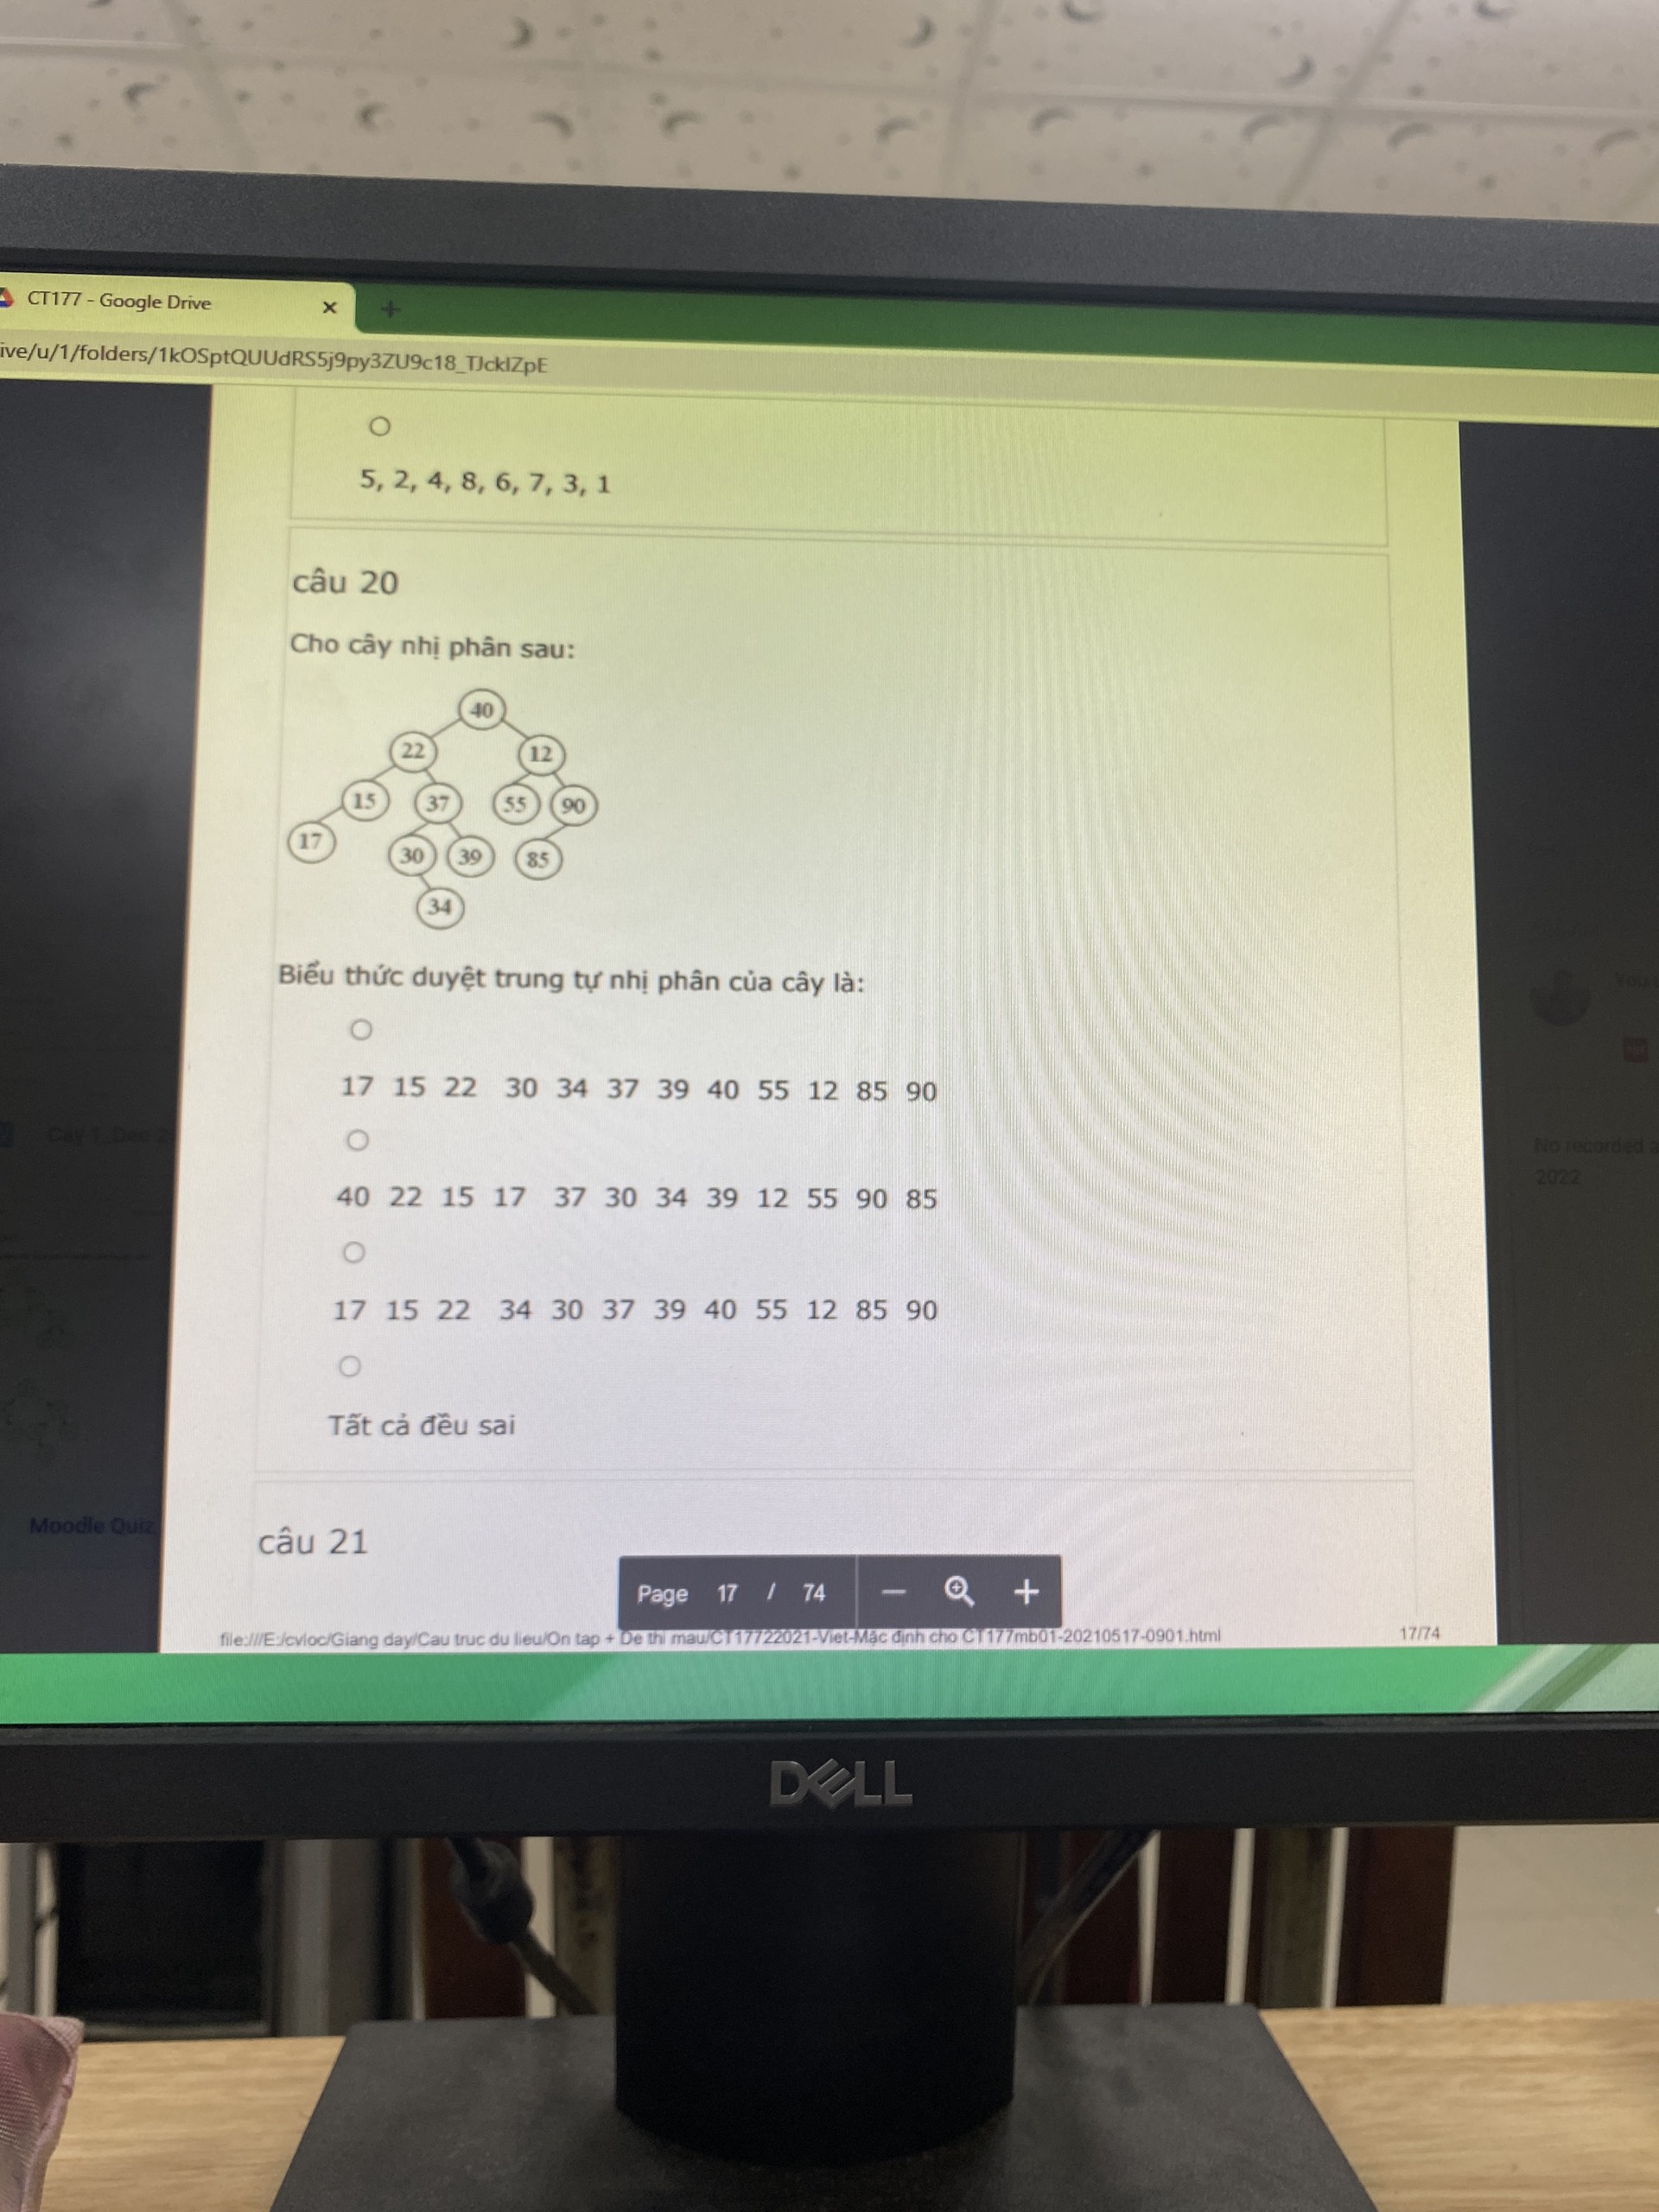 CT177 - Google Drive
ive/u/1/folders/1kOSptQUUdRS5j9py3ZU9c18_TJcklZpE
5, 2, 4, 8, 6, 7, 3, 1
câu 20
Cho cây nhị phân sau:
40
22 12
15 37 55 90
17 30 39 85
34
Biểu thức duyệt trung tự nhị phân của cây là:
17 15 22 30 34 37 39 40 55 12 85 90
40 22 15 17 37 30 34 39 12 55 90 85
17 15 22 34 30 37 39 40 55 12 85 90
Tất cả đều sai
No recorded a
2022
Moodle Quiz
câu 21
Page 17 / 74
file:///E:/cvloc/Giang day/Cau truc du lieu/On tap + De thi mau/CT17722021-Viet-Mặc định cho CT177mb01-20210517-0901.html
17/74
DELL